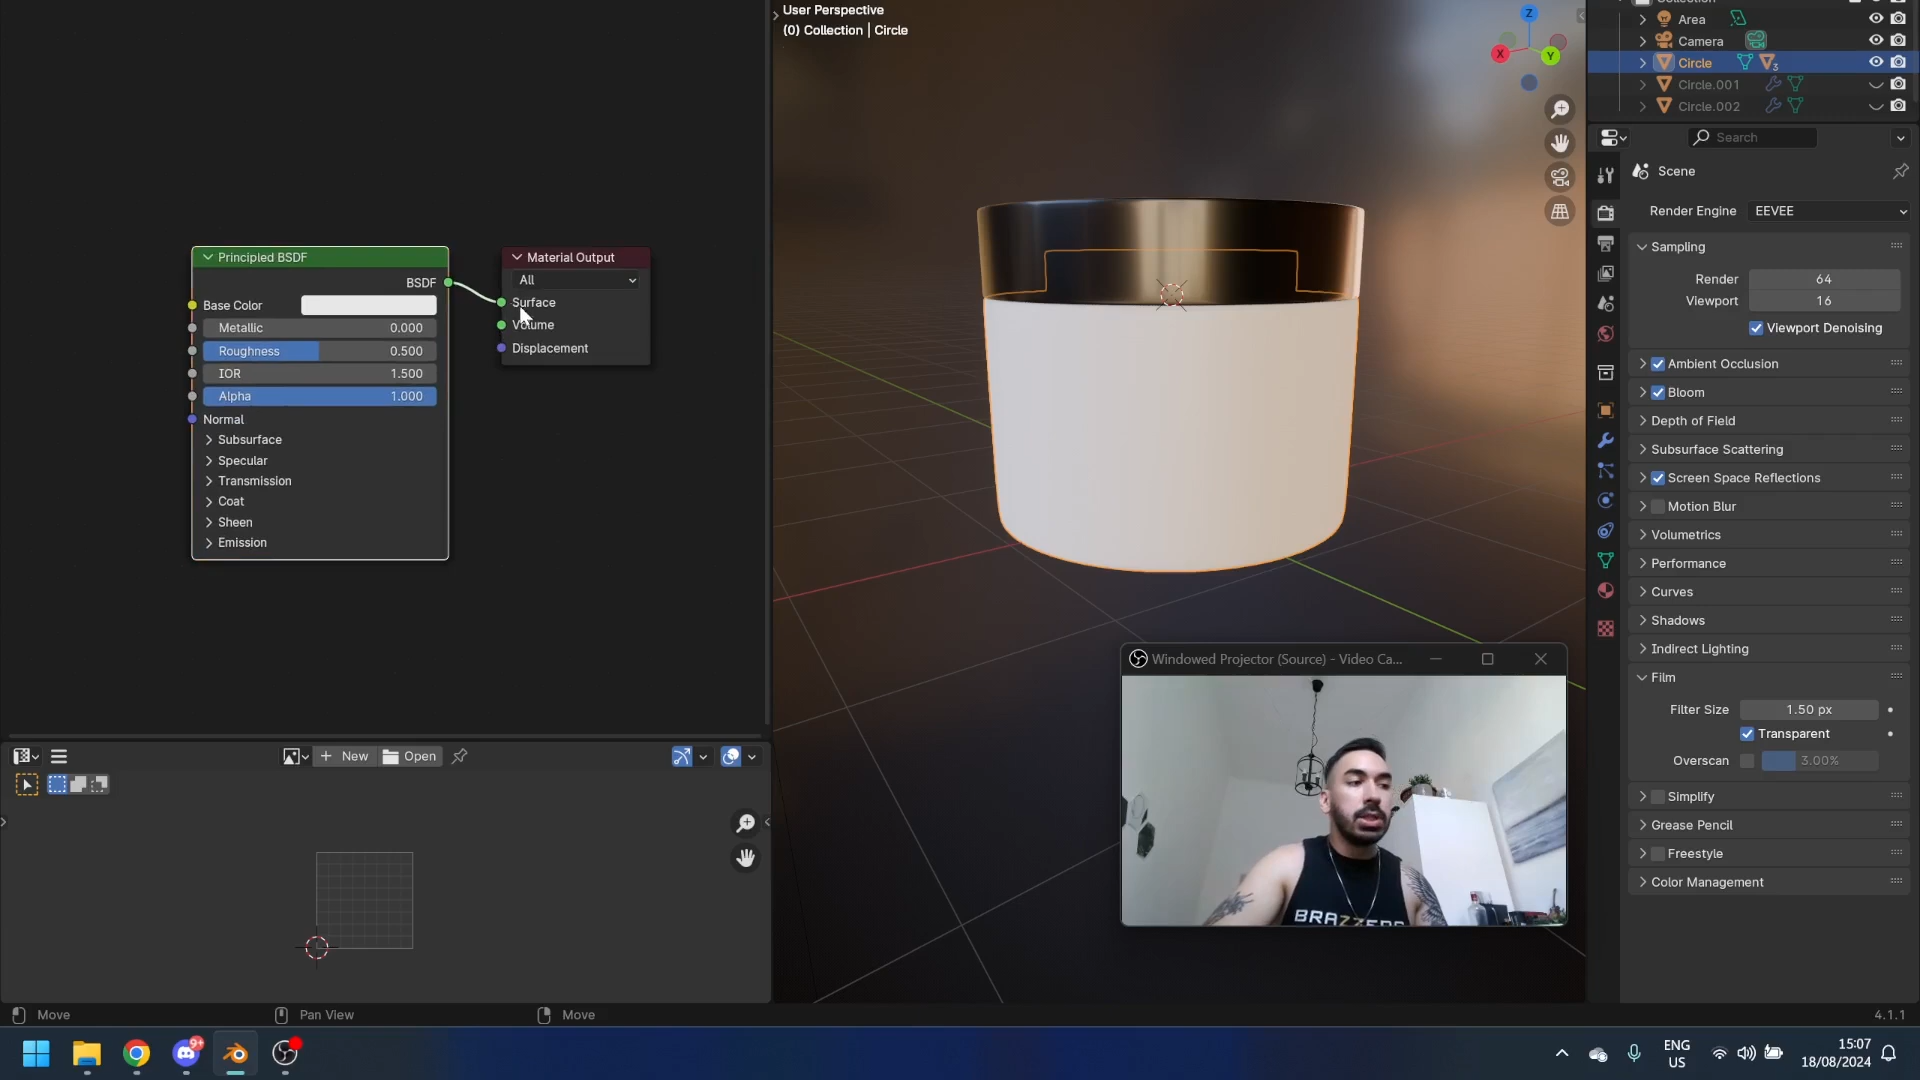 User Perspective
(0) Collection | Circle
Z
X
Y
Area
Camera
Circle
3
Circle.001
Circle.002
Search
Scene
Render Engine
EEVEE
Sampling
Render 64
Viewport 16
Viewport Denoising
Ambient Occlusion
Bloom
Depth of Field
Subsurface Scattering
Screen Space Reflections
Motion Blur
Volumetrics
Performance
Curves
Shadows
Indirect Lighting
Film
Filter Size 1.50 px
Transparent
Overscan 3.00%
Simplify
Grease Pencil
Freestyle
Color Management
Principled BSDF
BSDF
Base Color
Metallic 0.000
Roughness 0.500
IOR 1.500
Alpha 1.000
Normal
Subsurface
Specular
Transmission
Coat
Sheen
Emission
Material Output
All
Surface
Volume
Displacement
Windowed Projector (Source) - Video Ca...
New
Open
Move
Pan View
Move
4.1.1
9+
ENG
US
15:07
18/08/2024